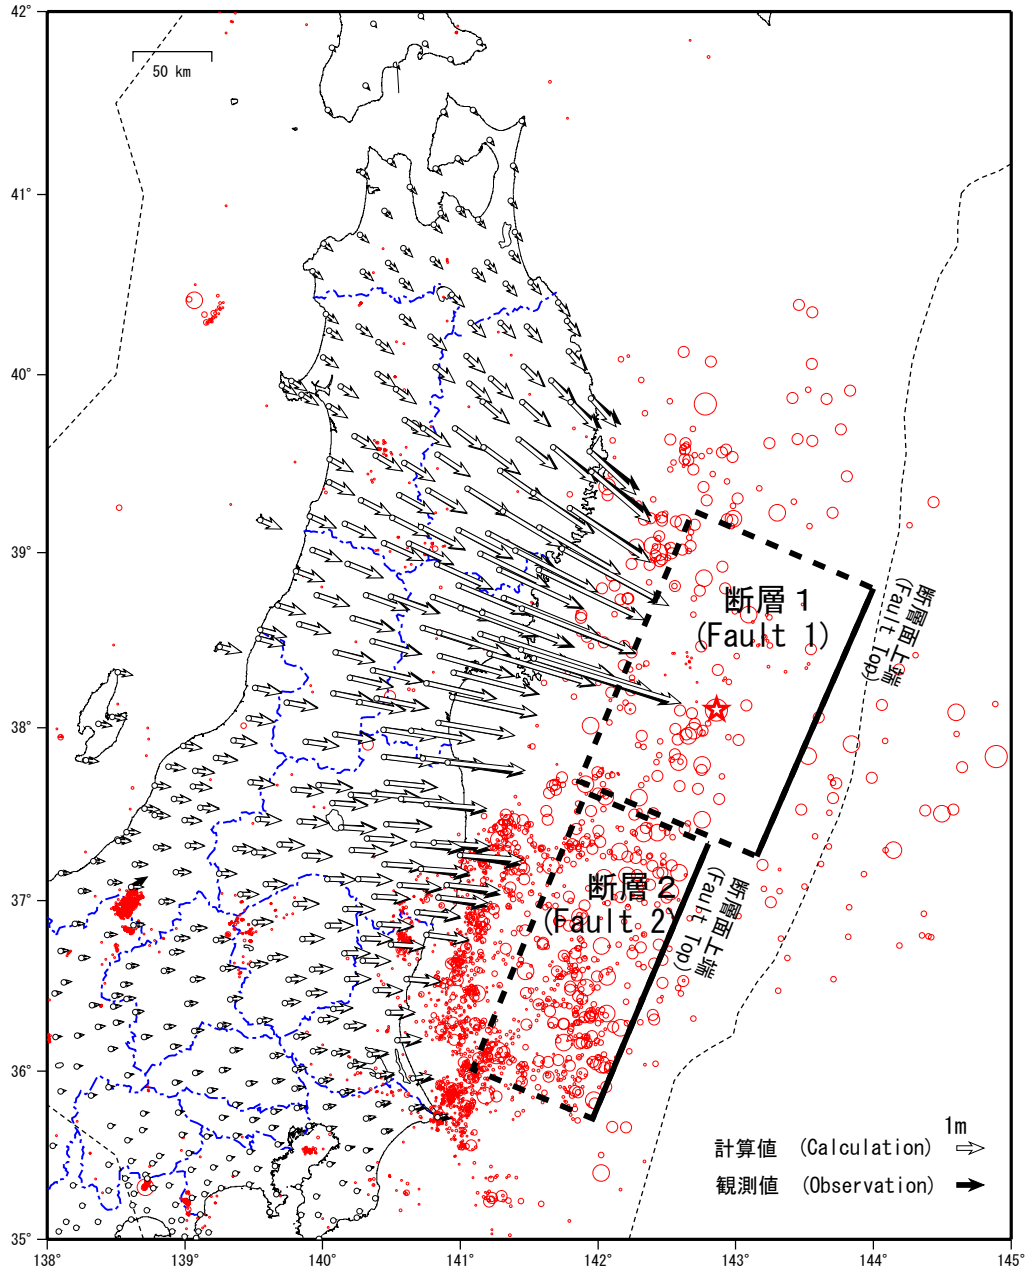 42°
50 km
41°
40°
39°
断層１
(Fault 1)
断層面上端
(Fault Top)
38°
断層２
(Fault 2)
断層面上端
(Fault Top)
37°
36°
1m
計算値 (Calculation)
観測値 (Observation)
35°
138° 139° 140° 141° 142° 143° 144° 145°